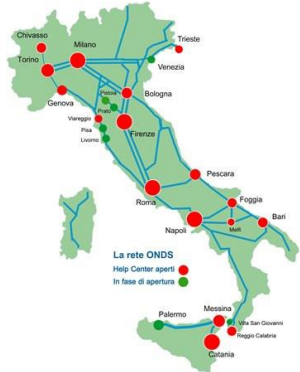 Chivasso
Milano
Trieste
Torino
Venezia
Genova
Pistoia
Bologna
Prato
Viareggio
Firenze
Pisa
Livorno
Pescara
Roma
Foggia
Napoli
Melfi
Bari
La rete ONDS
Help Center aperti
In fase di apertura
Palermo
Messina
Villa San Giovanni
Reggio Calabria
Catania